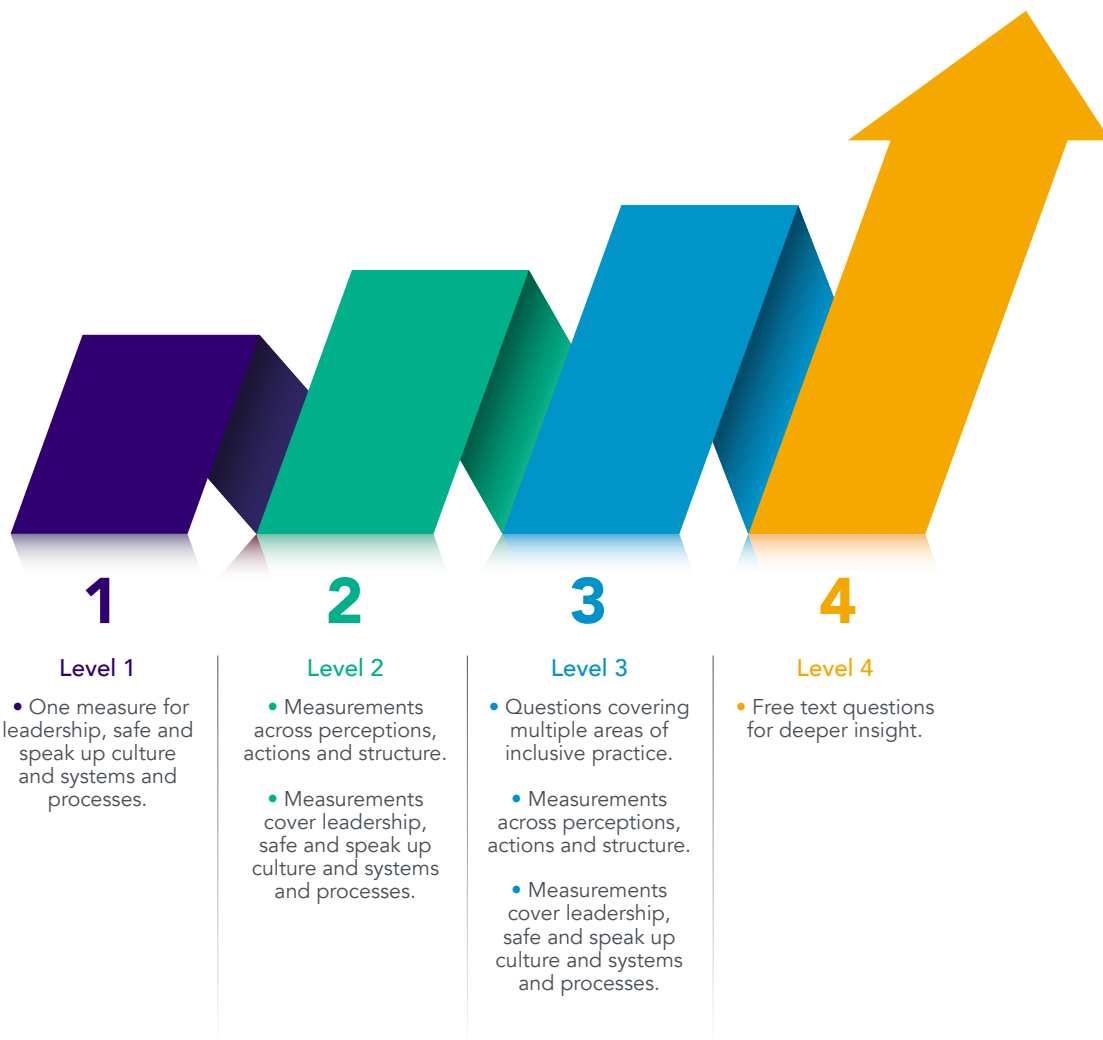 1
Level 1
• One measure for
leadership, safe and
speak up culture
and systems and
processes.
2
Level 2
• Measurements
across perceptions,
actions and structure.
• Measurements
cover leadership,
safe and speak up
culture and systems
and processes.
3
Level 3
• Questions covering
multiple areas of
inclusive practice.
• Measurements
across perceptions,
actions and structure.
• Measurements
cover leadership,
safe and speak up
culture and systems
and processes.
4
Level 4
• Free text questions
for deeper insight.